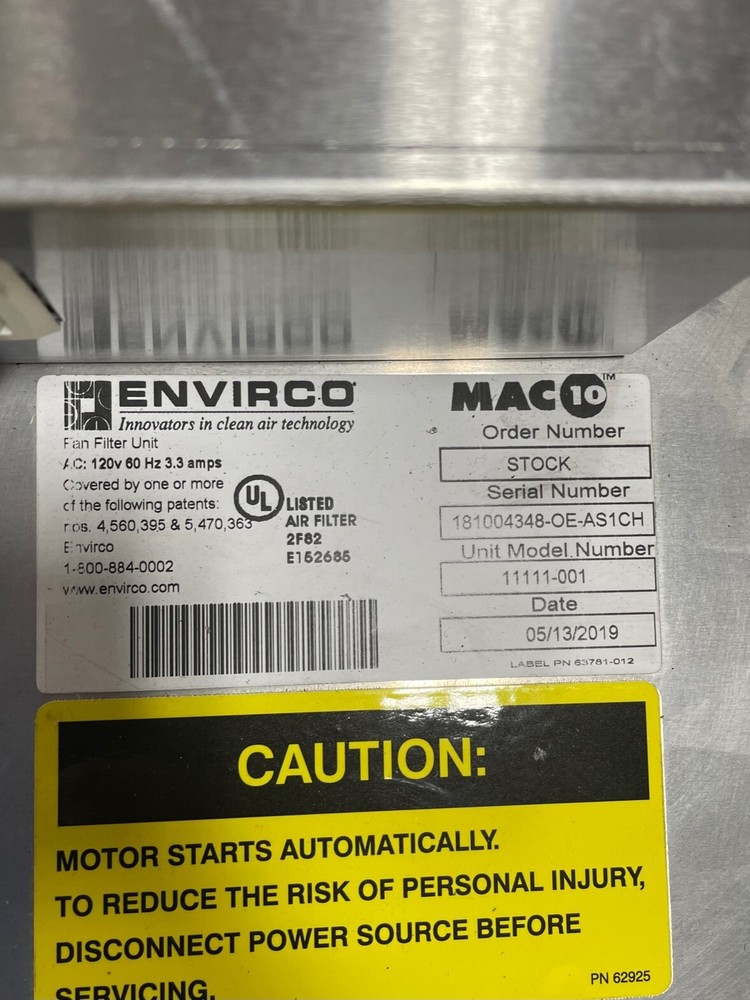 ENVIRCO
Innovators in clean air technology
Fan Filter Unit
AC: 120v 60 Hz 3.3 amps
Covered by one or more
of the following patents:
nos. 4,560,395 & 5,470,363
Envirco
1-800-884-0002
www.envirco.com
UL
LISTED
AIR FILTER
2F82
E152685
MAC 10™
Order Number
STOCK
Serial Number
181004348-OE-AS1CH
Unit Model Number
11111-001
Date
05/13/2019
LABEL PN 63781-012
CAUTION:
MOTOR STARTS AUTOMATICALLY.
TO REDUCE THE RISK OF PERSONAL INJURY,
DISCONNECT POWER SOURCE BEFORE
SERVICING.
PN 62925